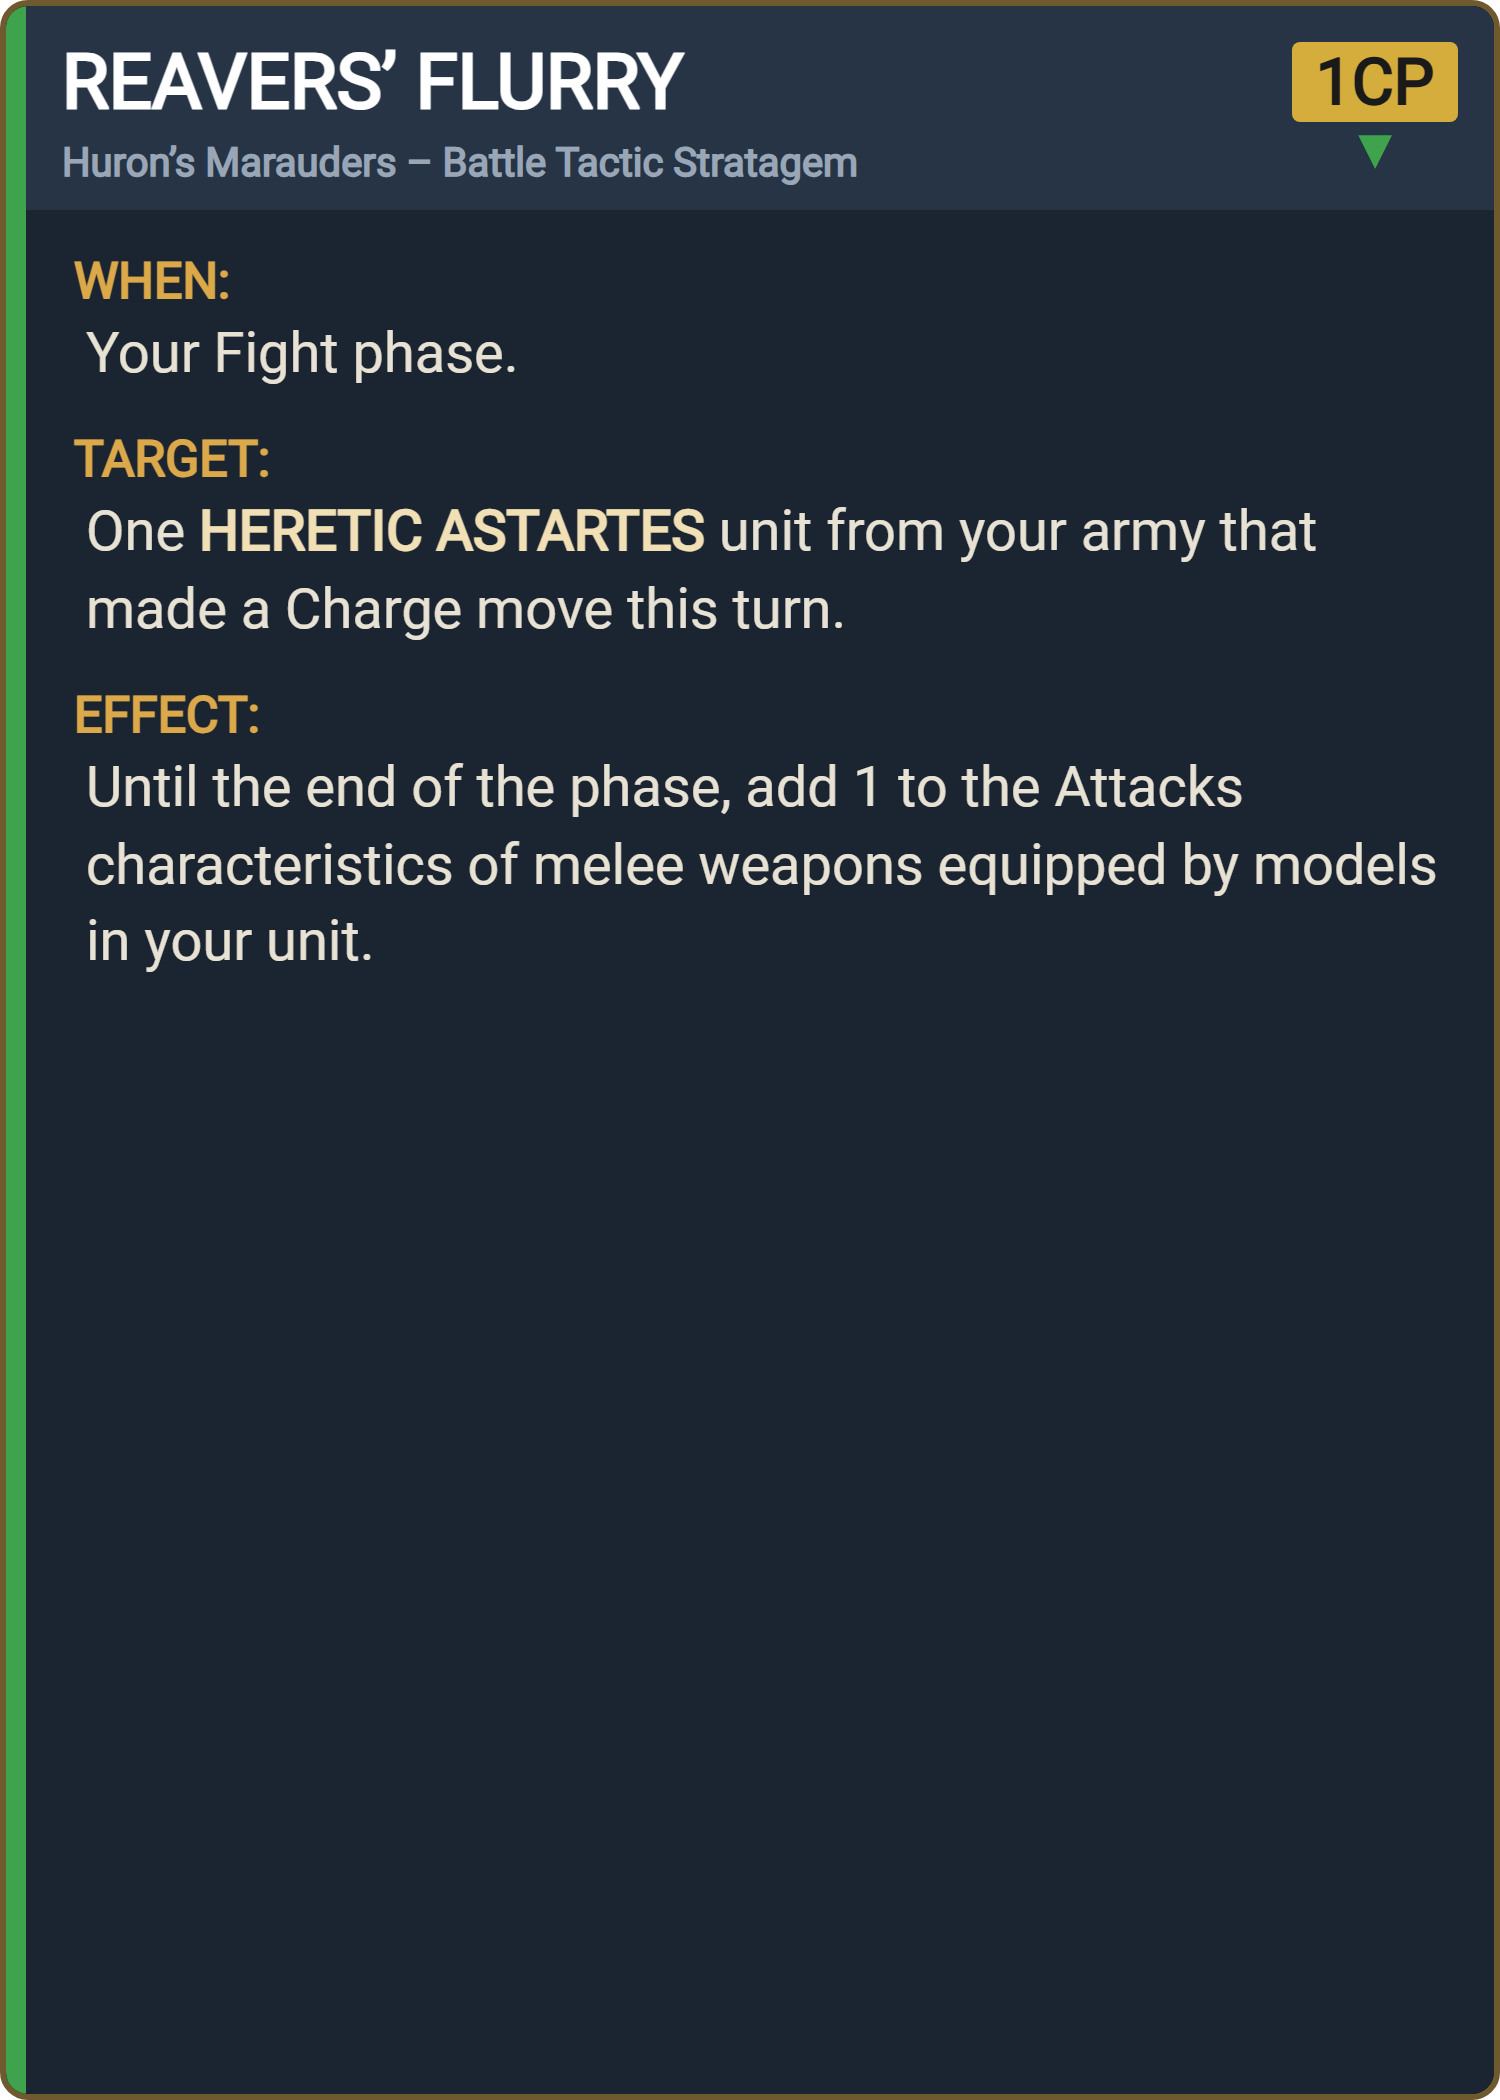 REAVERS’ FLURRY
1CP
Huron’s Marauders – Battle Tactic Stratagem
WHEN:
Your Fight phase.
TARGET:
One HERETIC ASTARTES unit from your army that
made a Charge move this turn.
EFFECT:
Until the end of the phase, add 1 to the Attacks
characteristics of melee weapons equipped by models
in your unit.